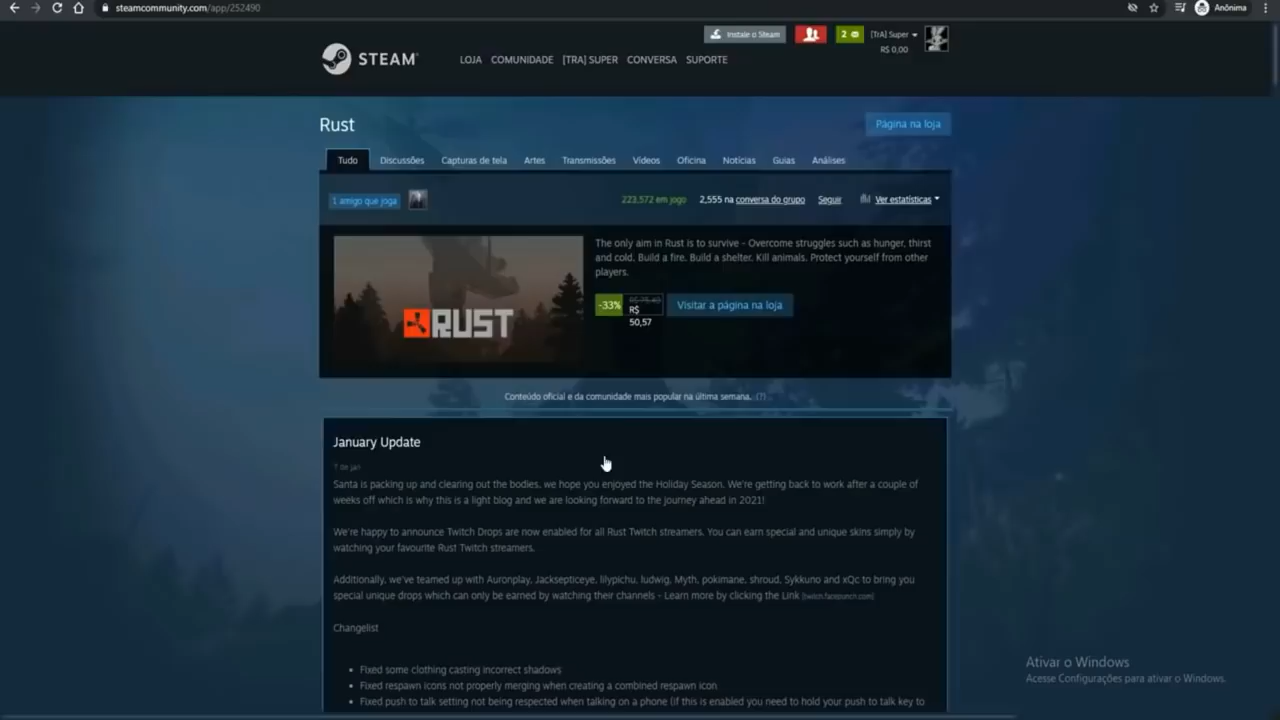 steamcommunity.com/app/252490
Anônima
Instale o Steam
2
[TrA] Super
R$ 0,00
STEAM
LOJA COMUNIDADE [TRA] SUPER CONVERSA SUPORTE
Rust
Página na loja
Tudo Discussões Capturas de tela Artes Transmissões Vídeos Oficina Notícias Guias Análises
1 amigo que joga
223,572 em jogo 2,555 na conversa do grupo Seguir Ver estatísticas
The only aim in Rust is to survive - Overcome struggles such as hunger, thirst
and cold. Build a fire. Build a shelter. Kill animals. Protect yourself from other
players.
RUST
-33%
R$ 75,49
R$
50,57
Visitar a página na loja
Conteúdo oficial e da comunidade mais popular na última semana. (?)
January Update
7 de jan
Santa is packing up and clearing out the bodies, we hope you enjoyed the Holiday Season. We're getting back to work after a couple of
weeks off which is why this is a light blog and we are looking forward to the journey ahead in 2021!
We're happy to announce Twitch Drops are now enabled for all Rust Twitch streamers. You can earn special and unique skins simply by
watching your favourite Rust Twitch streamers.
Additionally, we've teamed up with Auronplay, Jacksepticeye, lilypichu, ludwig, Myth, pokimane, shroud, Sykkuno and xQc to bring you
special unique drops which can only be earned by watching their channels - Learn more by clicking the Link [twitch.facepunch.com]
Changelist
Fixed some clothing casting incorrect shadows
Fixed respawn icons not properly merging when creating a combined respawn icon
Fixed push to talk setting not being respected when talking on a phone (if this is enabled you need to hold your push to talk key to
Ativar o Windows
Acesse Configurações para ativar o Windows.